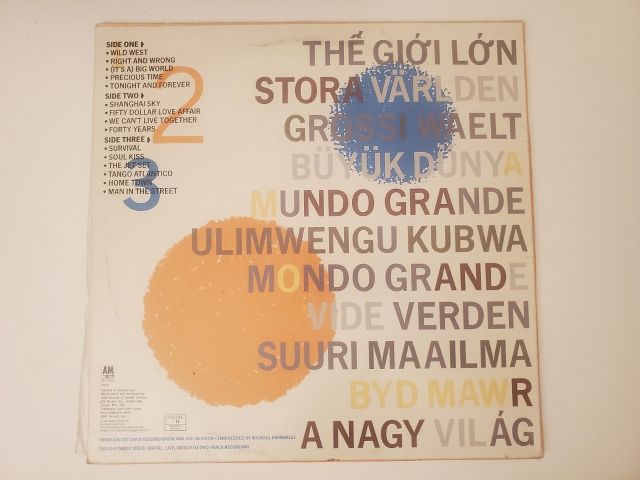 SIDE ONE
• WILD WEST
• RIGHT AND WRONG
• (IT'S A) BIG WORLD
• PRECIOUS TIME
• TONIGHT AND FOREVER
2
SIDE TWO
• SHANGHAI SKY
• FIFTY DOLLAR LOVE AFFAIR
• WE CAN'T LIVE TOGETHER
• FORTY YEARS
SIDE THREE
• SURVIVAL
• SOUL KISS
• THE JET SET
• TANGO ATLANTICO
• HOME TOWN
• MAN IN THE STREET
3
THẾ GIỚI LỚN
STORA VÄRLDEN
GROSSI WAELT
BÜYÜK DÜNYA
MUNDO GRANDE
ULIMWENGU KUBWA
MONDO GRANDE
VIDE VERDEN
SUURI MAAILMA
BYD MAWR
A NAGY VILÁG
A&M
RECORDS
PRODUCED BY DAVID KERSHENBAUM AND JOE JACKSON • ENGINEERED BY MICHAEL FRONDELLI
THIS IS A THREE SIDED, DIGITAL, LIVE, DIRECT TO TWO-TRACK RECORDING